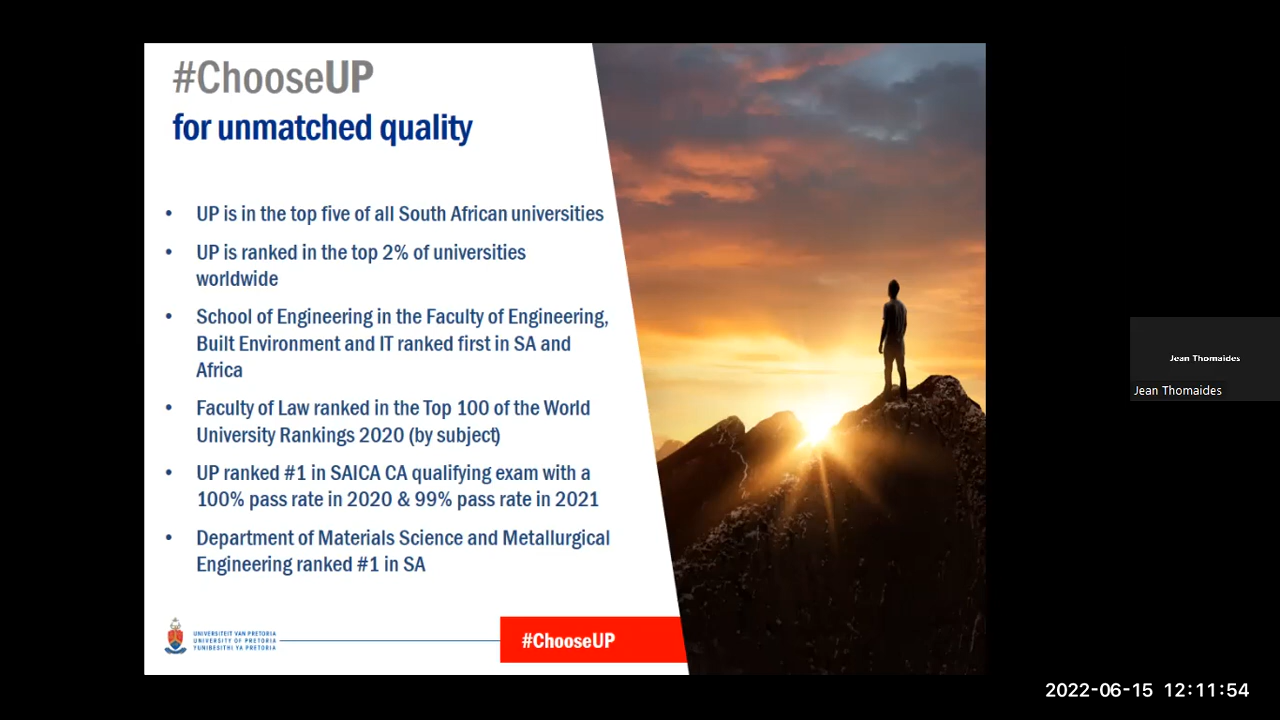 #ChooseUP
for unmatched quality
• UP is in the top five of all South African universities
• UP is ranked in the top 2% of universities
worldwide
• School of Engineering in the Faculty of Engineering,
Built Environment and IT ranked first in SA and
Africa
• Faculty of Law ranked in the Top 100 of the World
University Rankings 2020 (by subject)
• UP ranked #1 in SAICA CA qualifying exam with a
100% pass rate in 2020 & 99% pass rate in 2021
• Department of Materials Science and Metallurgical
Engineering ranked #1 in SA
UNIVERSITEIT VAN PRETORIA
UNIVERSITY OF PRETORIA
YUNIBESITHI YA PRETORIA
#ChooseUP
Jean Thomaides
Jean Thomaides
2022-06-15 12:11:54